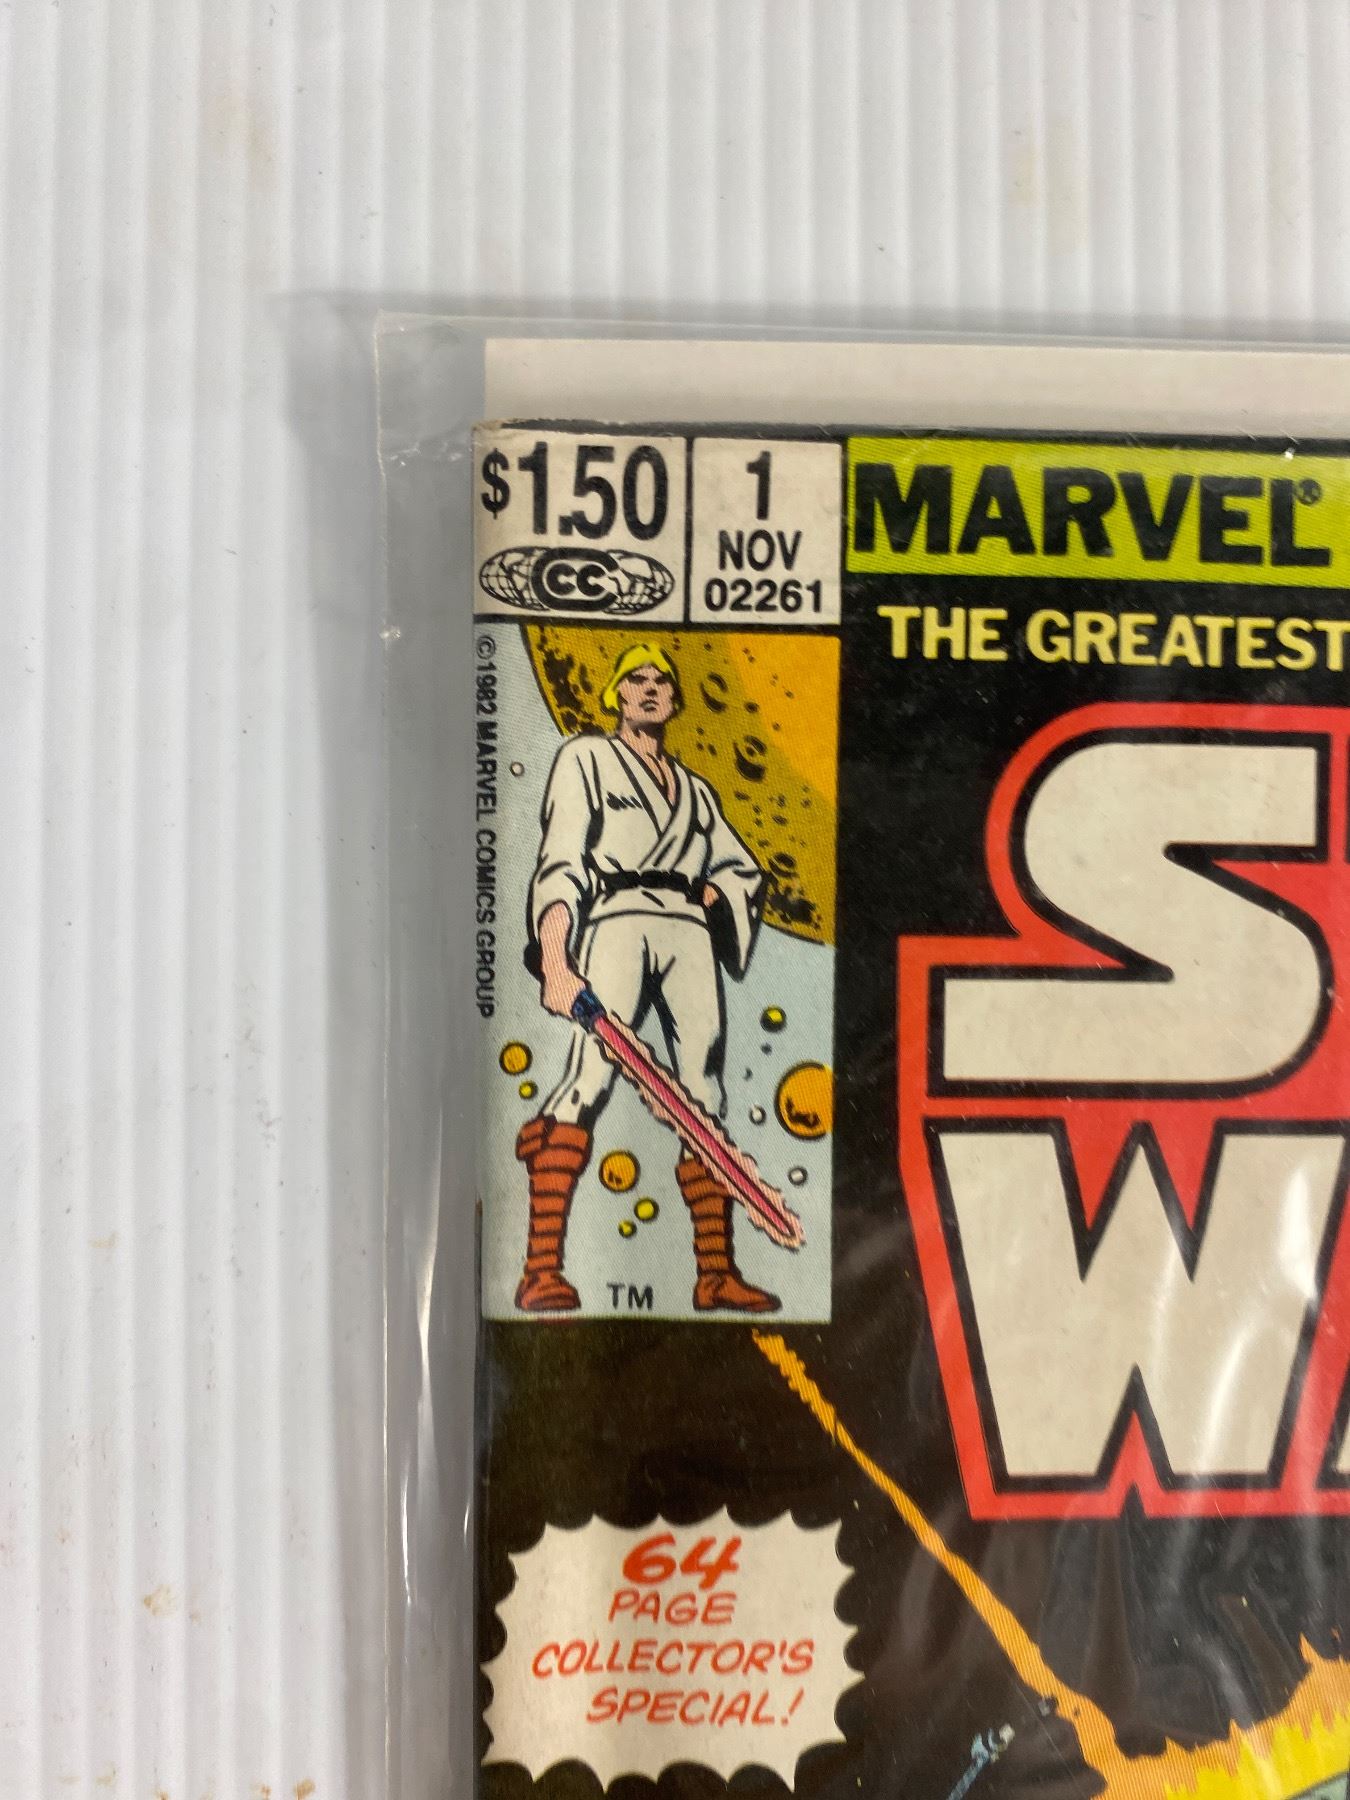 $1.50
CC
1
NOV
02261
MARVEL®
THE GREATEST
©1982 MARVEL COMICS GROUP
S
W
TM
64
PAGE
COLLECTOR'S
SPECIAL!